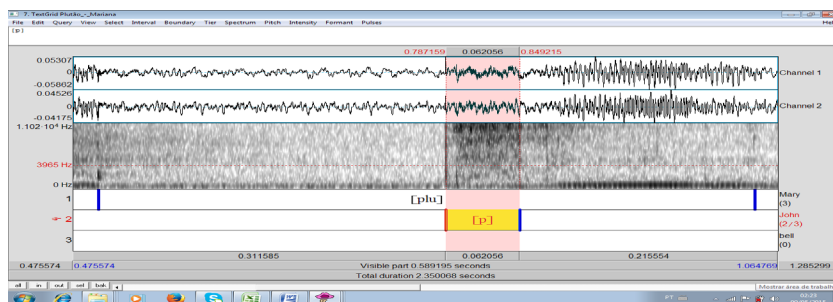 7. TextGrid Plutão_-_Mariana
File Edit Query View Select Interval Boundary Tier Spectrum Pitch Intensity Formant Pulses Hel
[p]
0.787159 0.062056 0.849215
0.05307
0
-0.05802
Channel 1
0.04526
0
-0.04175
Channel 2
1.102·10⁴ Hz
3965 Hz
0 Hz
1 [plu] Mary
(3)
2 [p] John
(2/3)
3 bell
(0)
0.311585 0.062056 0.215554
0.475574 0.475574 Visible part 0.589195 seconds 1.064769 1.285299
Total duration 2.350068 seconds
all in out sel bak
Mostrar área de trabalh
PT 02:23